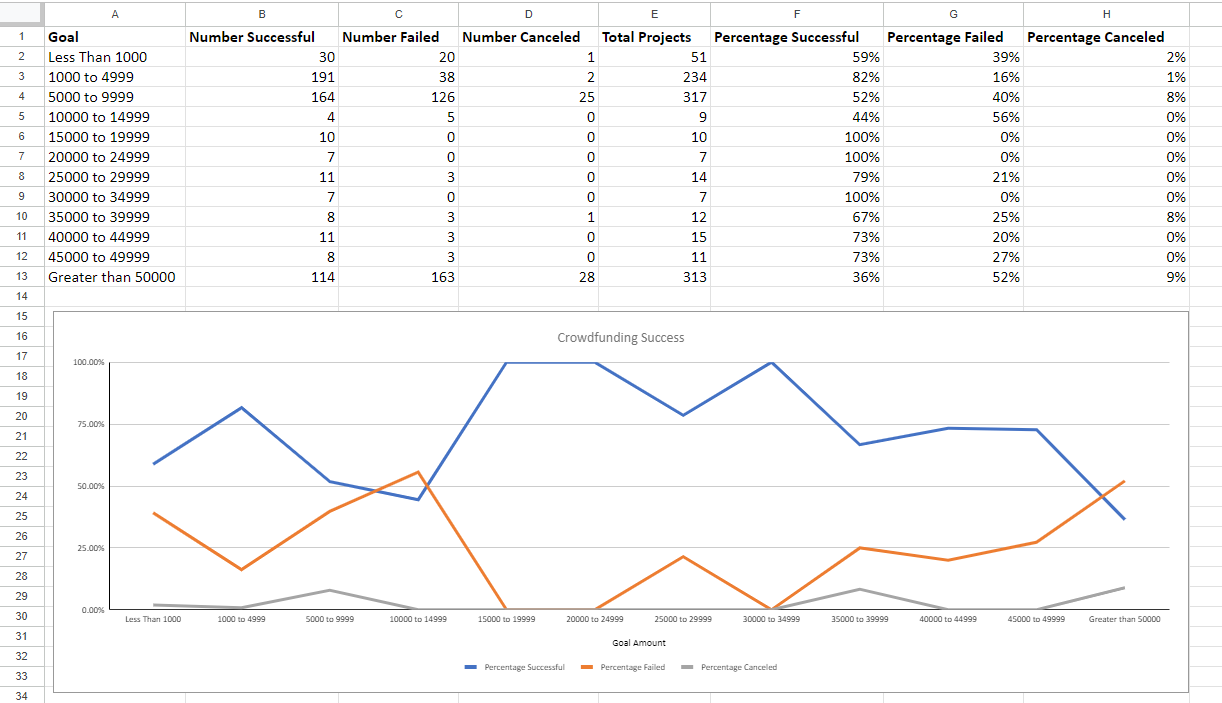 A B C D E F G H
1 Goal Number Successful Number Failed Number Canceled Total Projects Percentage Successful Percentage Failed Percentage Canceled
2 Less Than 1000 30 20 1 51 59% 39% 2%
3 1000 to 4999 191 38 2 234 82% 16% 1%
4 5000 to 9999 164 126 25 317 52% 40% 8%
5 10000 to 14999 4 5 0 9 44% 56% 0%
6 15000 to 19999 10 0 0 10 100% 0% 0%
7 20000 to 24999 7 0 0 7 100% 0% 0%
8 25000 to 29999 11 3 0 14 79% 21% 0%
9 30000 to 34999 7 0 0 7 100% 0% 0%
10 35000 to 39999 8 3 1 12 67% 25% 8%
11 40000 to 44999 11 3 0 15 73% 20% 0%
12 45000 to 49999 8 3 0 11 73% 27% 0%
13 Greater than 50000 114 163 28 313 36% 52% 9%
14
15
16 Crowdfunding Success
17
18 100.00%
19
20
21 75.00%
22
23
24 50.00%
25
26
27 25.00%
28
29
30 0.00%
Less Than 1000 1000 to 4999 5000 to 9999 10000 to 14999 15000 to 19999 20000 to 24999 25000 to 29999 30000 to 34999 35000 to 39999 40000 to 44999 45000 to 49999 Greater than 50000
31 Goal Amount
32
33 Percentage Successful Percentage Failed Percentage Canceled
34